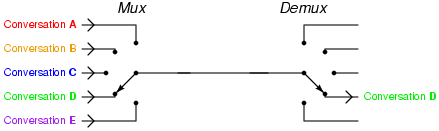 Mux Demux
Conversation A
Conversation B
Conversation C
Conversation D Conversation D
Conversation E